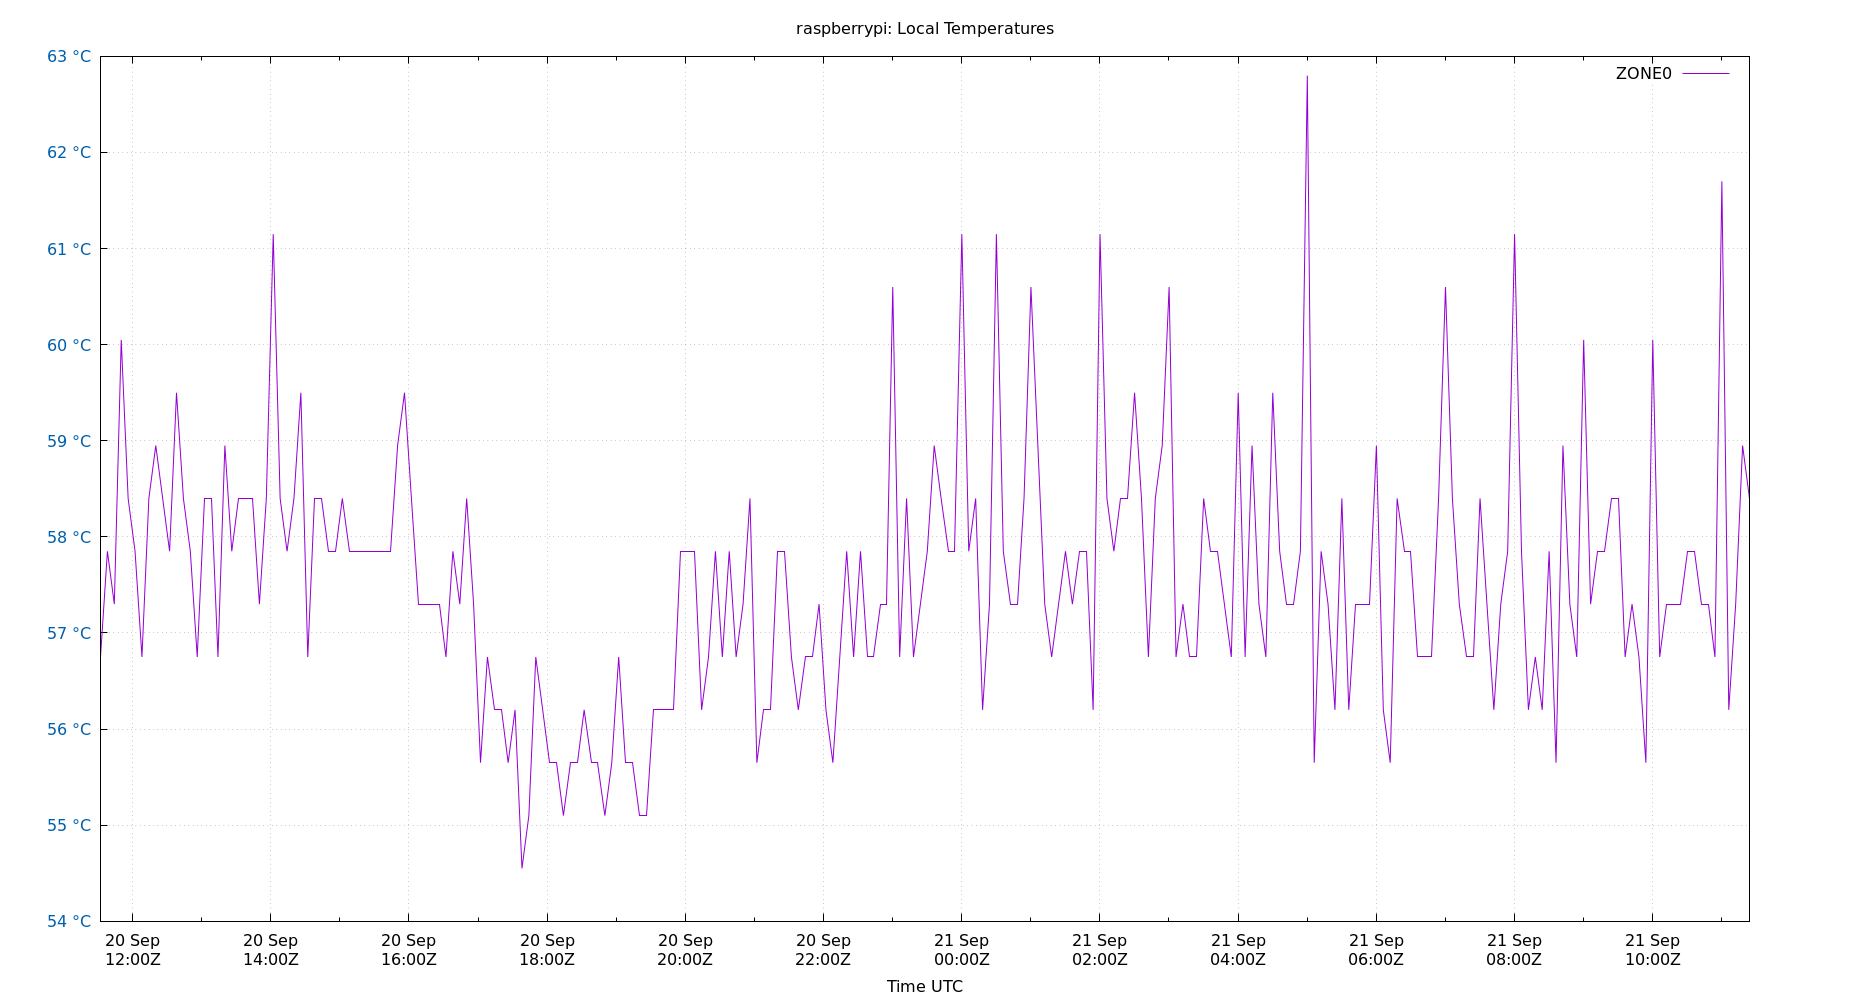 raspberrypi: Local Temperatures
63 °C
ZONE0
62 °C
61 °C
60 °C
59 °C
58 °C
57 °C
56 °C
55 °C
54 °C
20 Sep 20 Sep 20 Sep 20 Sep 20 Sep 20 Sep 21 Sep 21 Sep 21 Sep 21 Sep 21 Sep 21 Sep
12:00Z 14:00Z 16:00Z 18:00Z 20:00Z 22:00Z 00:00Z 02:00Z 04:00Z 06:00Z 08:00Z 10:00Z
Time UTC